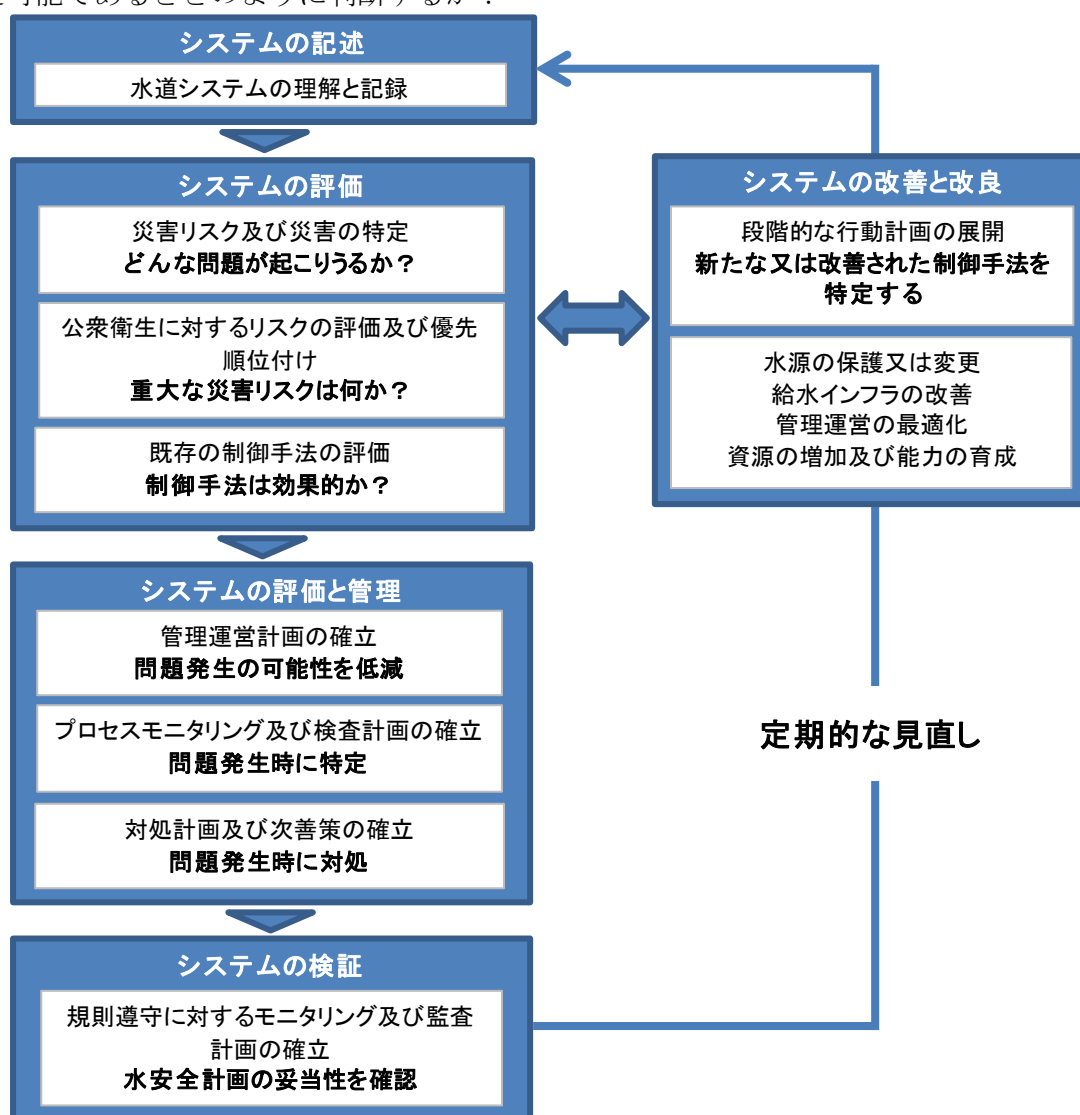 可能であるとどのように判断するか？
システムの記述
水道システムの理解と記録
システムの評価
災害リスク及び災害の特定
どんな問題が起こりうるか？
公衆衛生に対するリスクの評価及び優先
順位付け
重大な災害リスクは何か？
既存の制御手法の評価
制御手法は効果的か？
システムの改善と改良
段階的な行動計画の展開
新たな又は改善された制御手法を
特定する
水源の保護又は変更
給水インフラの改善
管理運営の最適化
資源の増加及び能力の育成
システムの評価と管理
管理運営計画の確立
問題発生の可能性を低減
プロセスモニタリング及び検査計画の確立
問題発生時に特定
対処計画及び次善策の確立
問題発生時に対処
定期的な見直し
システムの検証
規則遵守に対するモニタリング及び監査
計画の確立
水安全計画の妥当性を確認